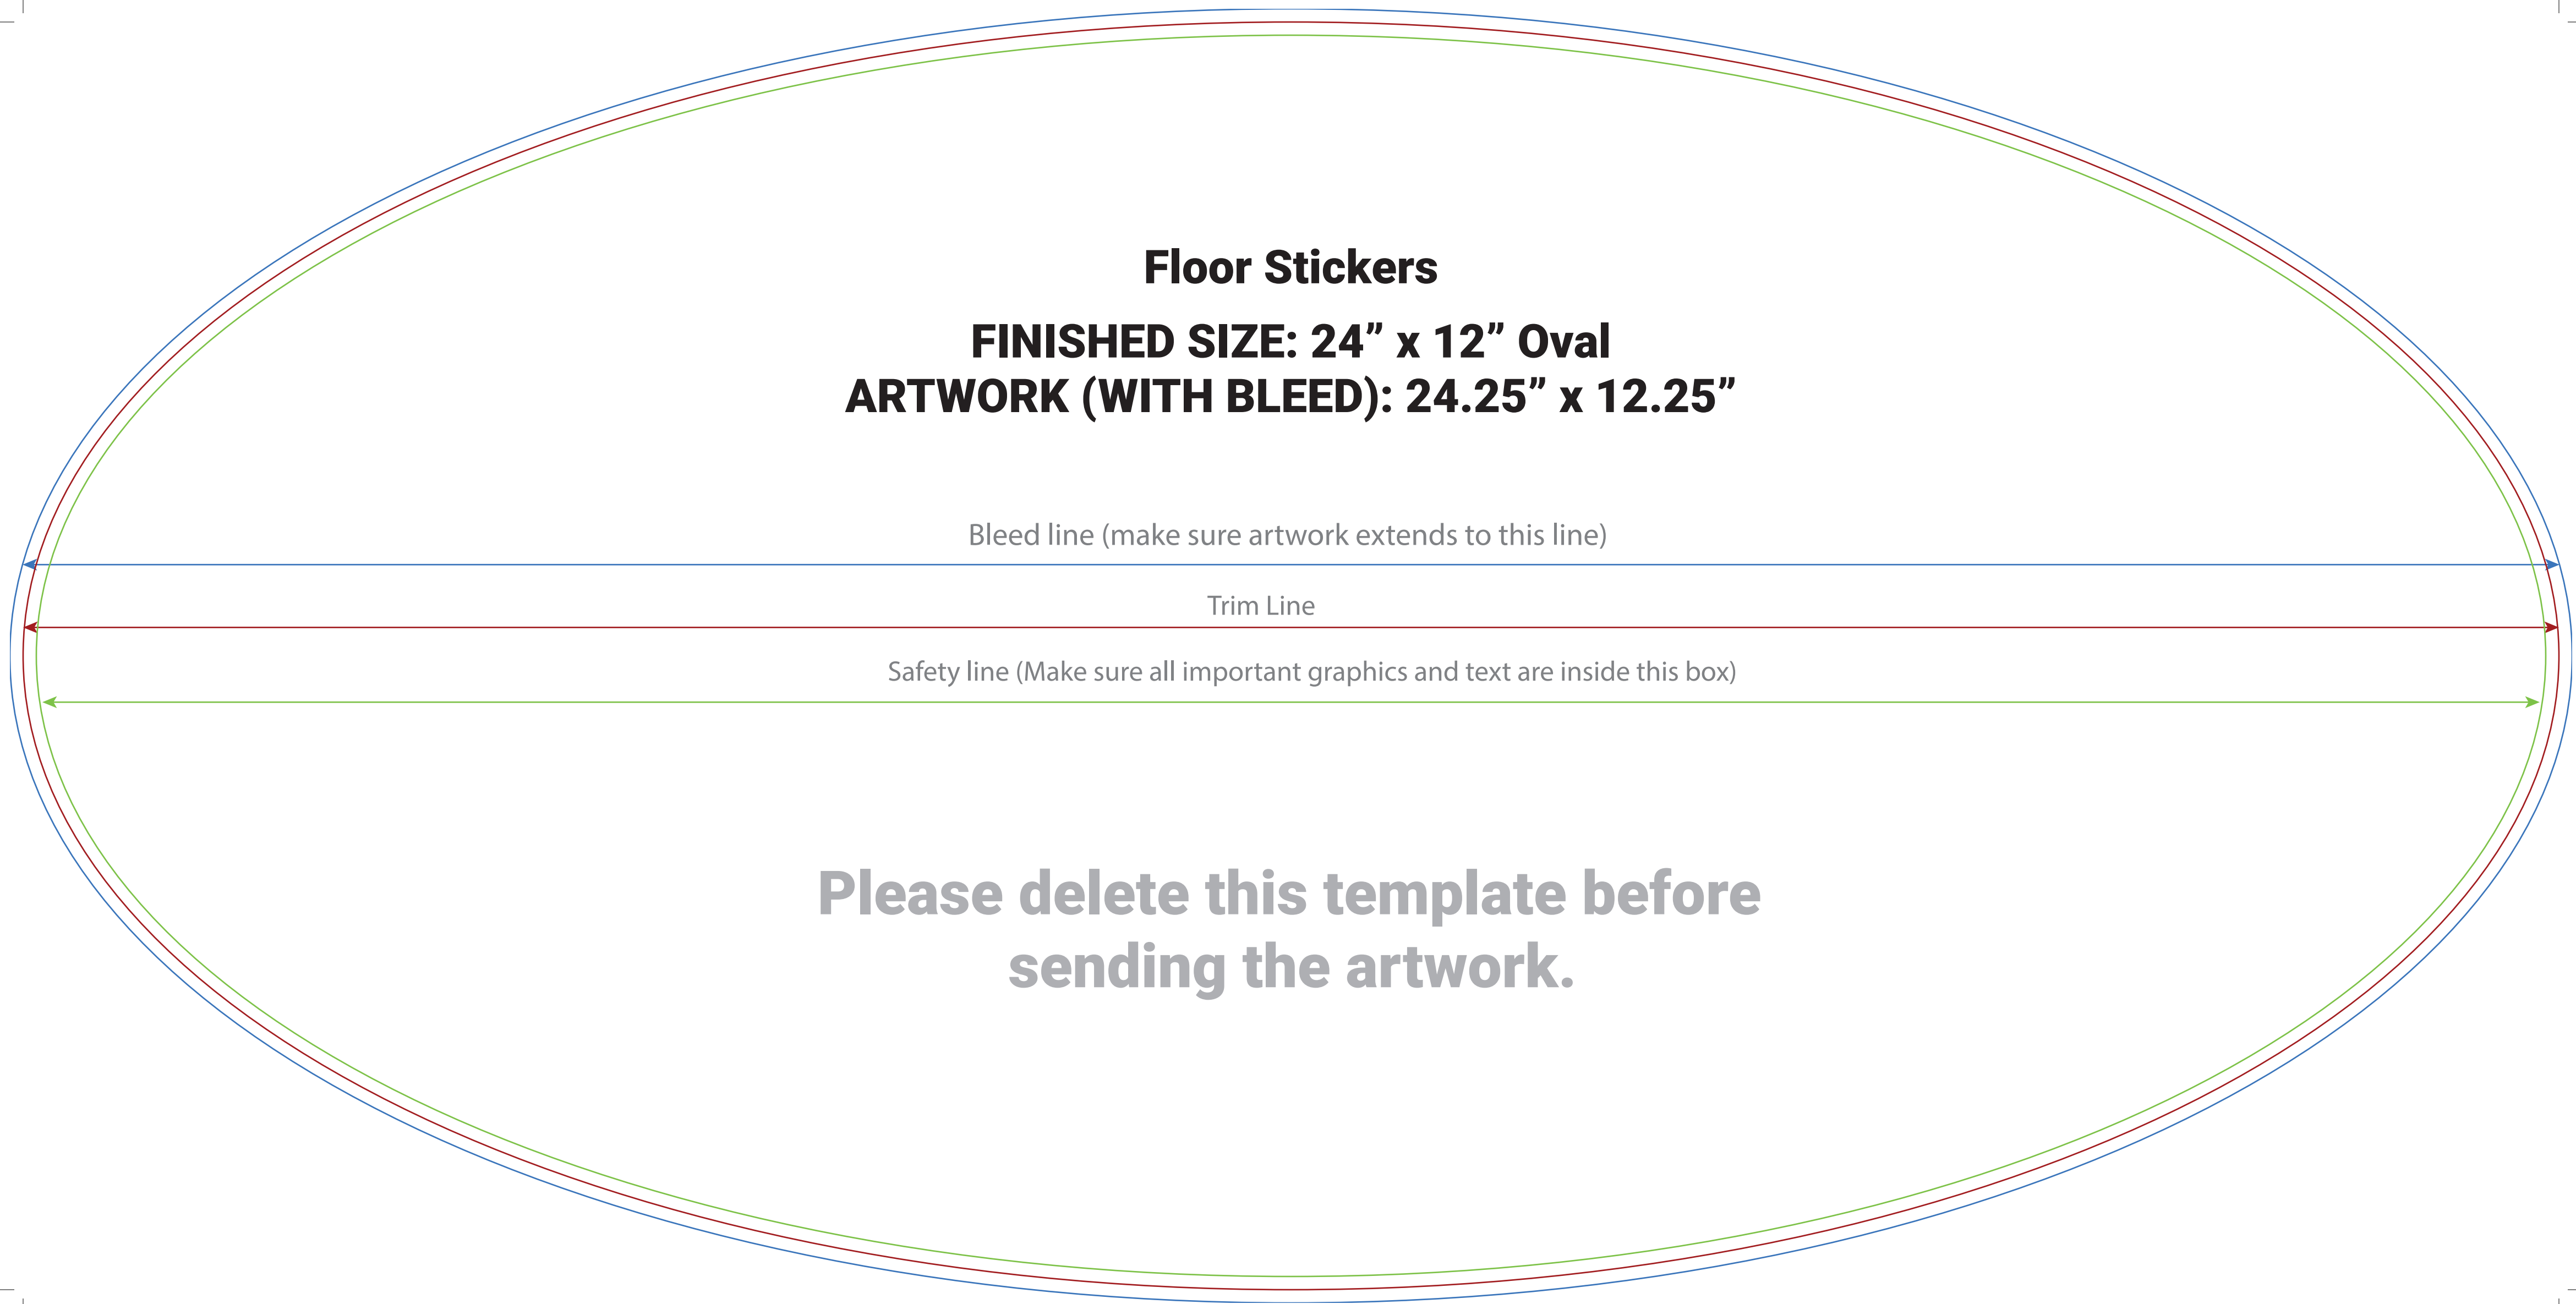 Floor Stickers
FINISHED SIZE: 24” x 12” Oval
ARTWORK (WITH BLEED): 24.25” x 12.25”
Bleed line (make sure artwork extends to this line)
Trim Line
Safety line (Make sure all important graphics and text are inside this box)
Please delete this template before
sending the artwork.